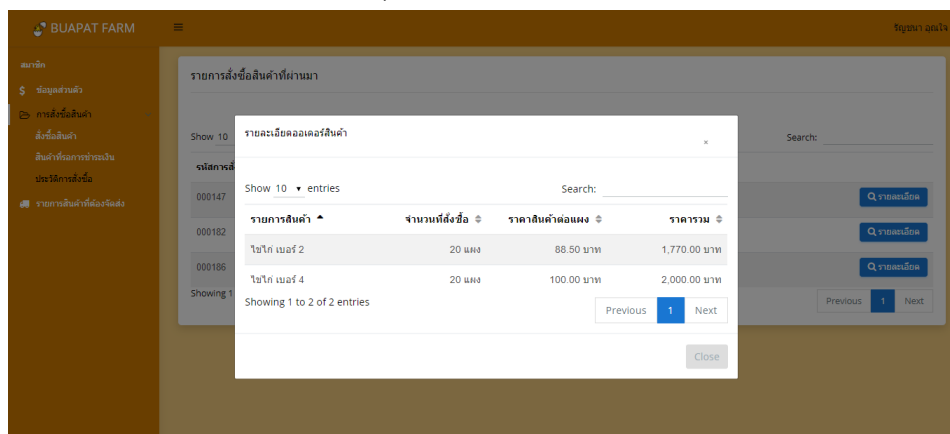 BUAPAT FARM
รัญชนา อุณใจ
สมาชิก
ข้อมูลส่วนตัว
การสั่งซื้อสินค้า
สั่งซื้อสินค้า
สินค้าที่รอการชำระเงิน
ประวัติการสั่งซื้อ
รายการสินค้าที่ต้องจัดส่ง
รายการสั่งซื้อสินค้าที่ผ่านมา
Show 10
Search:
รหัสการสั่
000147 รายละเอียด
000182 รายละเอียด
000186 รายละเอียด
Showing 1
Previous 1 Next
รายละเอียดออเดอร์สินค้า ×
Show 10 entries Search:
รายการสินค้า จำนวนที่สั่งซื้อ ราคาสินค้าต่อแผง ราคารวม
ไข่ไก่ เบอร์ 2 20 แผง 88.50 บาท 1,770.00 บาท
ไข่ไก่ เบอร์ 4 20 แผง 100.00 บาท 2,000.00 บาท
Showing 1 to 2 of 2 entries
Previous 1 Next
Close